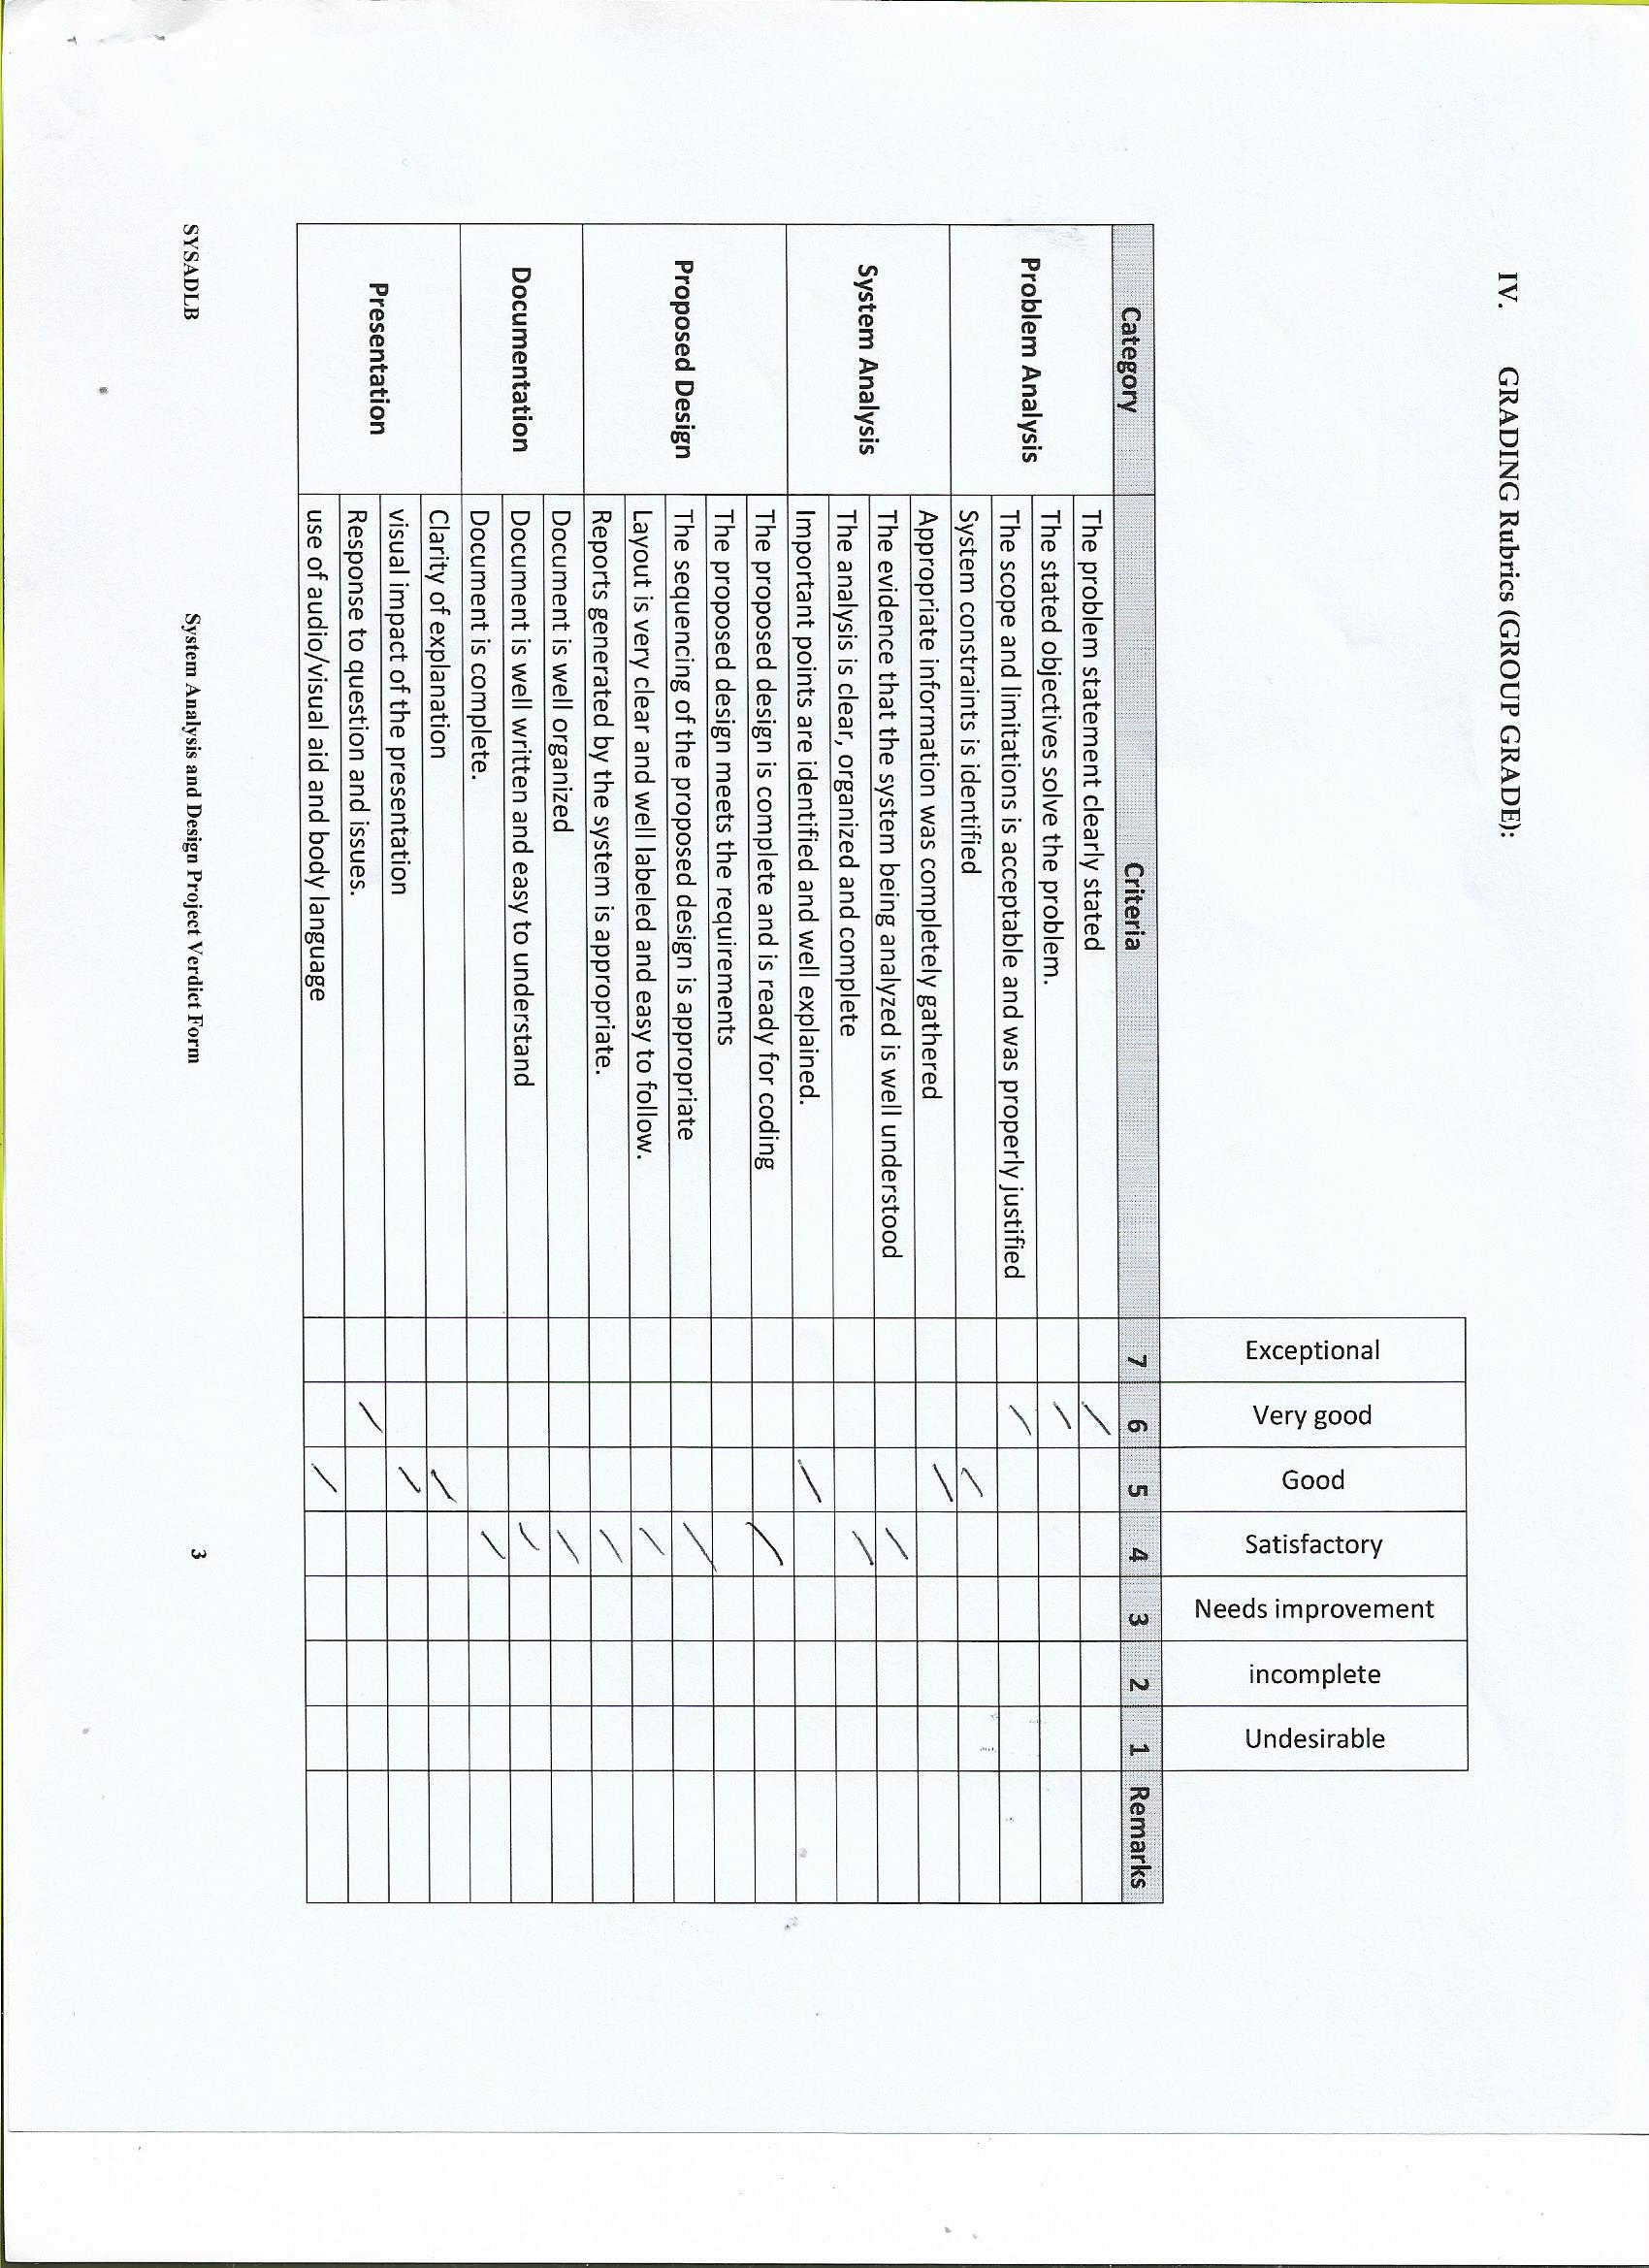 IV. GRADING Rubrics (GROUP GRADE):
Exceptional
Very good
Good
Satisfactory
Needs improvement
incomplete
Undesirable
Category Criteria 7 6 5 4 3 2 1 Remarks
Problem Analysis
The problem statement clearly stated /
The stated objectives solve the problem. /
The scope and limitations is acceptable and was properly justified /
System constraints is identified /
System Analysis
Appropriate information was completely gathered /
The evidence that the system being analyzed is well understood /
The analysis is clear, organized and complete /
Important points are identified and well explained. /
Proposed Design
The proposed design is complete and is ready for coding /
The proposed design meets the requirements
The sequencing of the proposed design is appropriate /
Layout is very clear and well labeled and easy to follow. /
Reports generated by the system is appropriate. /
Documentation
Document is well organized /
Document is well written and easy to understand /
Document is complete. /
Presentation
Clarity of explanation /
visual impact of the presentation /
Response to question and issues. /
use of audio/visual aid and body language /
SYSADLB System Analysis and Design Project Verdict Form 3